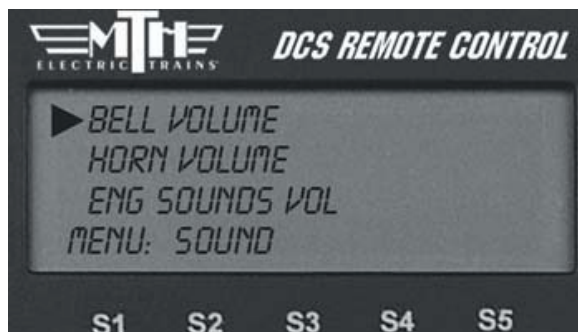 MTH
ELECTRIC TRAINS
DCS REMOTE CONTROL
BELL VOLUME
HORN VOLUME
ENG SOUNDS VOL
MENU: SOUND
S1 S2 S3 S4 S5